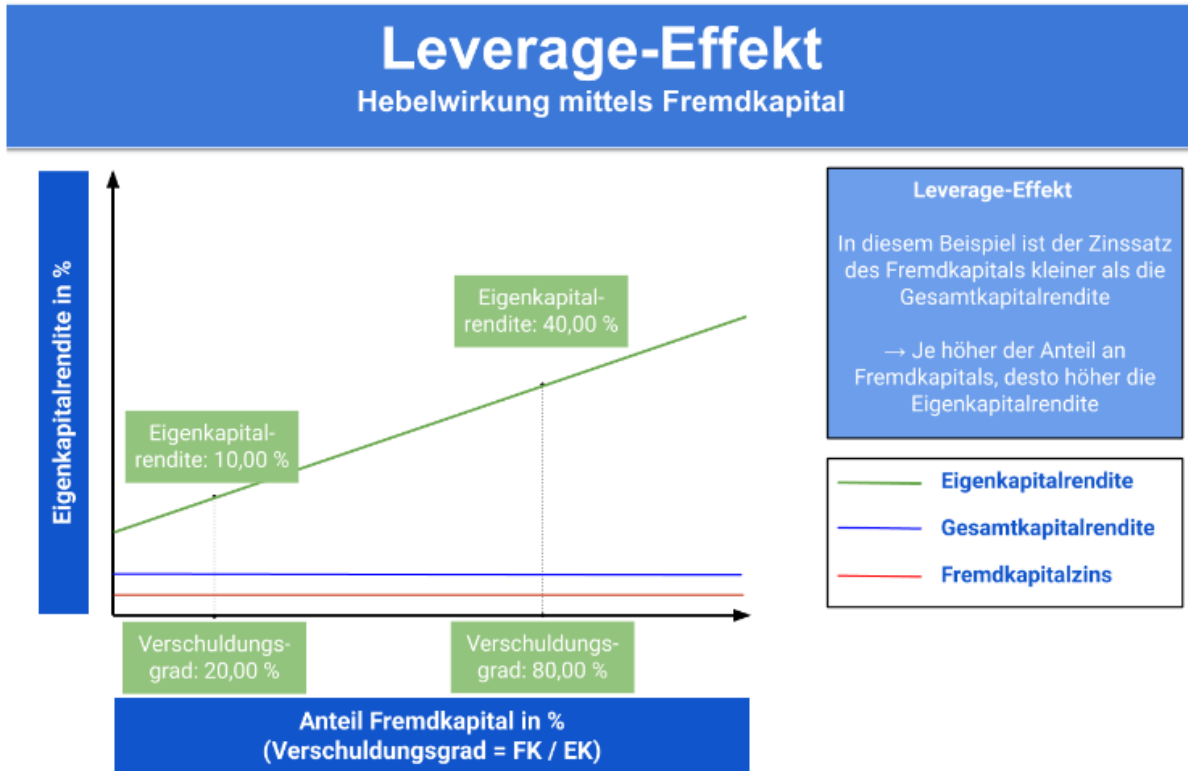 Leverage-Effekt
Hebelwirkung mittels Fremdkapital
Eigenkapitalrendite in %
Eigenkapital-
rendite: 10,00 %
Eigenkapital-
rendite: 40,00 %
Verschuldungs-
grad: 20,00 %
Verschuldungs-
grad: 80,00 %
Anteil Fremdkapital in %
(Verschuldungsgrad = FK / EK)
Leverage-Effekt
In diesem Beispiel ist der Zinssatz
des Fremdkapitals kleiner als die
Gesamtkapitalrendite
→ Je höher der Anteil an
Fremdkapitals, desto höher die
Eigenkapitalrendite
Eigenkapitalrendite
Gesamtkapitalrendite
Fremdkapitalzins